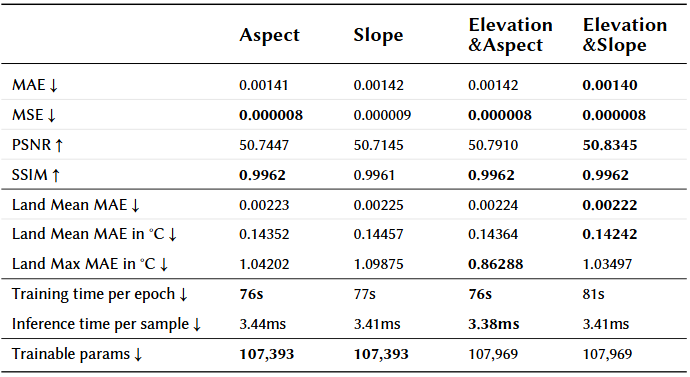 Aspect Slope Elevation &Aspect Elevation &Slope
MAE ↓ 0.00141 0.00142 0.00142 0.00140
MSE ↓ 0.000008 0.000009 0.000008 0.000008
PSNR ↑ 50.7447 50.7145 50.7910 50.8345
SSIM ↑ 0.9962 0.9961 0.9962 0.9962
Land Mean MAE ↓ 0.00223 0.00225 0.00224 0.00222
Land Mean MAE in °C ↓ 0.14352 0.14457 0.14364 0.14242
Land Max MAE in °C ↓ 1.04202 1.09875 0.86288 1.03497
Training time per epoch ↓ 76s 77s 76s 81s
Inference time per sample ↓ 3.44ms 3.41ms 3.38ms 3.41ms
Trainable params ↓ 107,393 107,393 107,969 107,969